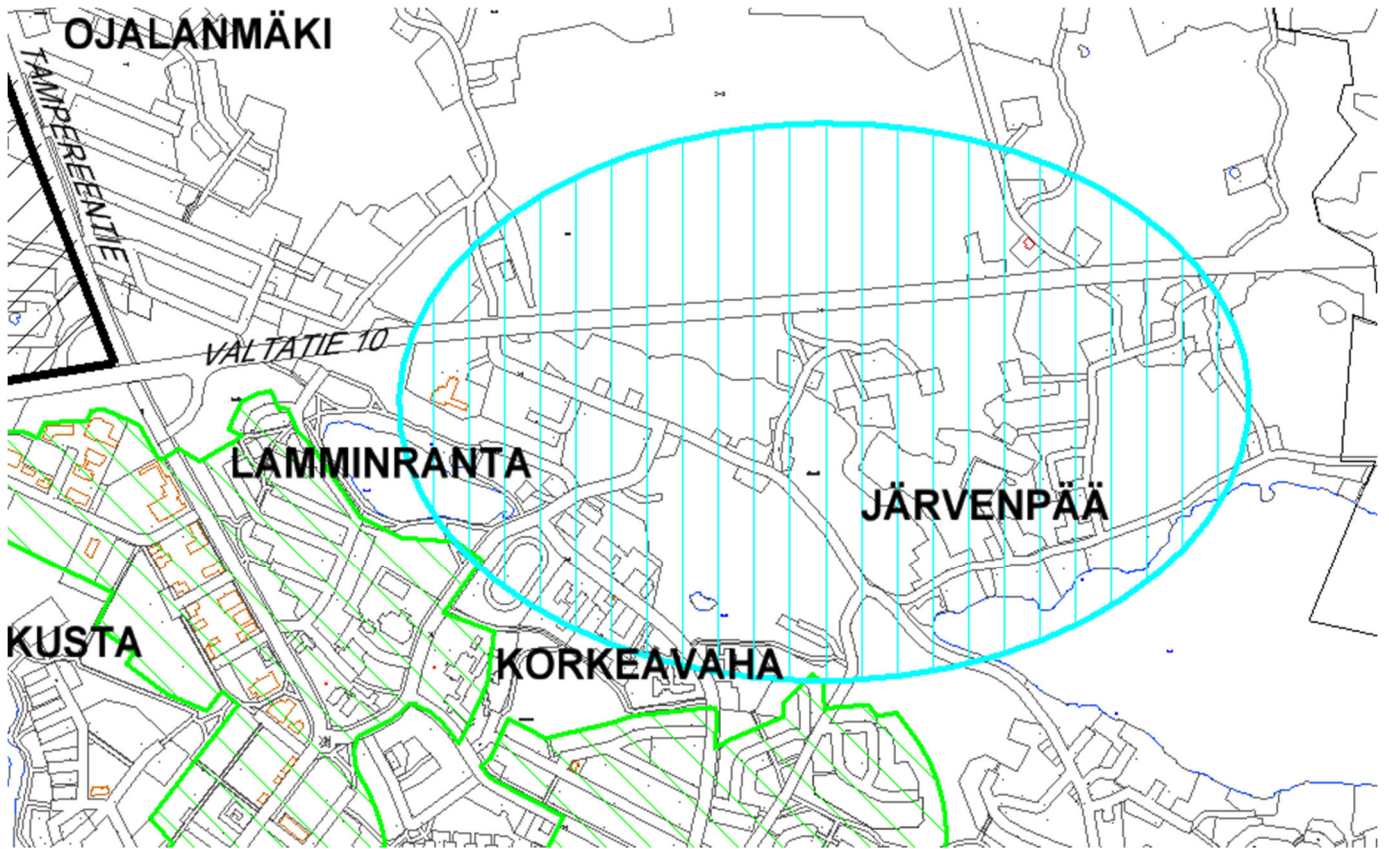 OJALANMÄKI
TAMPEREENTIE
VALTATIE 10
LAMMINRANTA
JÄRVENPÄÄ
KUSTA
KORKEAVAHA